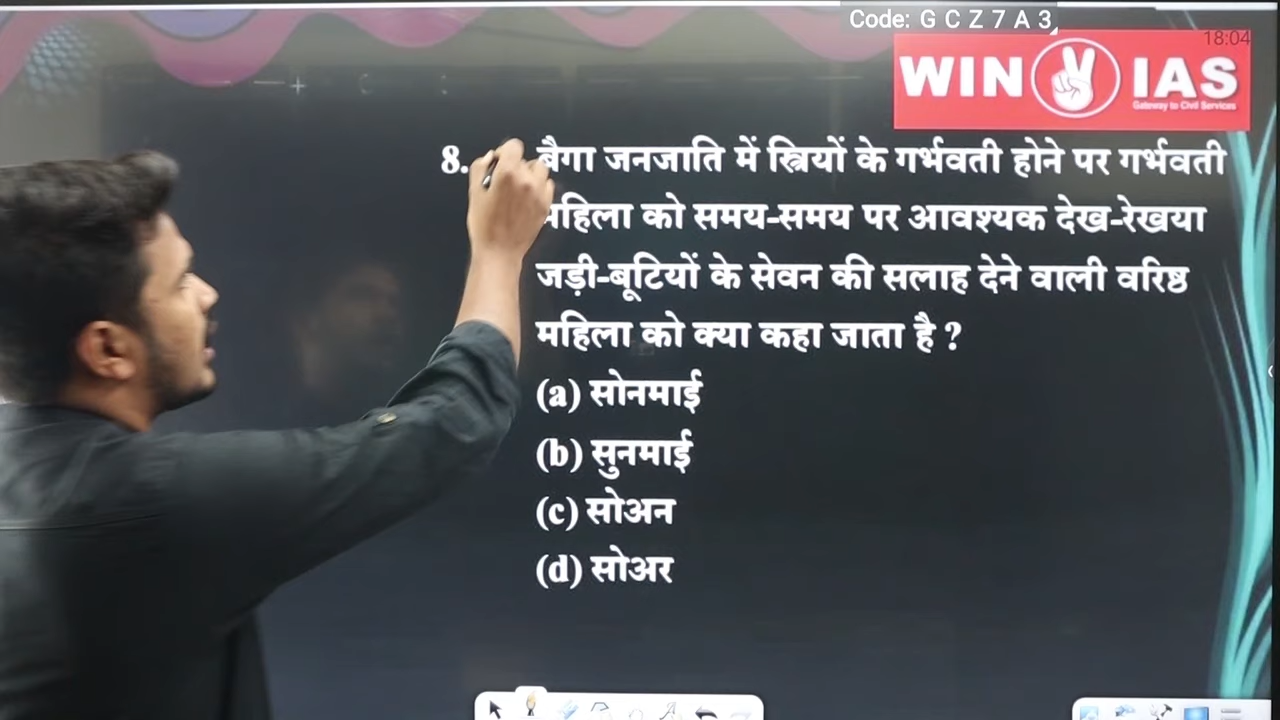 Code: G C Z 7 A 3
18:04
WIN IAS
Gateway to Civil Services
8. बैगा जनजाति में स्त्रियों के गर्भवती होने पर गर्भवती
महिला को समय-समय पर आवश्यक देख-रेखया
जड़ी-बूटियों के सेवन की सलाह देने वाली वरिष्ठ
महिला को क्या कहा जाता है ?
(a) सोनमाई
(b) सुनमाई
(c) सोअन
(d) सोअर